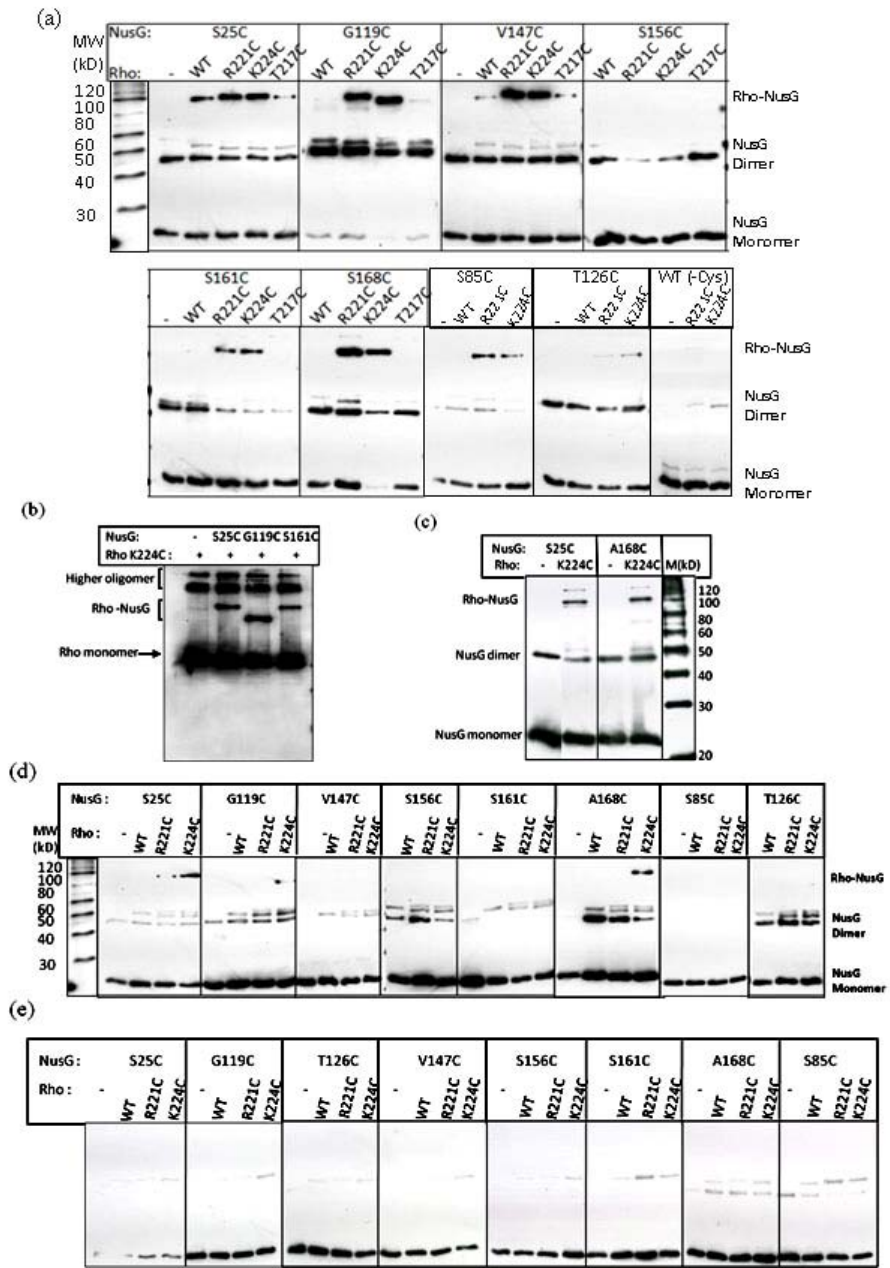 (a)
NusG: S25C G119C V147C S156C
MW
(kD)
Rho: - WT R221C K224C T217C WT R221C K224C T217C - WT R221C K224C T217C - WT R221C K224C T217C
120
100
80
60
50
40
30
Rho-NusG
NusG
Dimer
NusG
Monomer
S161C S168C S85C T126C WT (-Cys)
- WT R221C K224C T217C - WT R221C K224C T217C - WT R221C K224C - WT R221C K224C - WT R221C K224C
Rho-NusG
NusG
Dimer
NusG
Monomer
(b)
NusG: - S25C G119C S161C
Rho K224C : + + + +
Higher oligomer
Rho -NusG
Rho monomer
(c)
NusG: S25C A168C
Rho: - K224C - K224C M(kD)
Rho-NusG
NusG dimer
NusG monomer
120
100
80
60
50
40
30
20
(d)
NusG : S25C G119C V147C S156C S161C A168C S85C T126C
MW
(kD)
Rho : - WT R221C K224C - WT R221C K224C - WT R221C K224C - WT R221C K224C - WT R221C K224C - WT R221C K224C - WT R221C K224C - WT R221C K224C
120
100
60
50
40
30
Rho-NusG
NusG
Dimer
NusG
Monomer
(e)
NusG : S25C G119C T126C V147C S156C S161C A168C S85C
Rho : - WT R221C K224C - WT R221C K224C - WT R221C K224C - WT R221C K224C - WT R221C K224C - WT R221C K224C - WT R221C K224C - WT R221C K224C